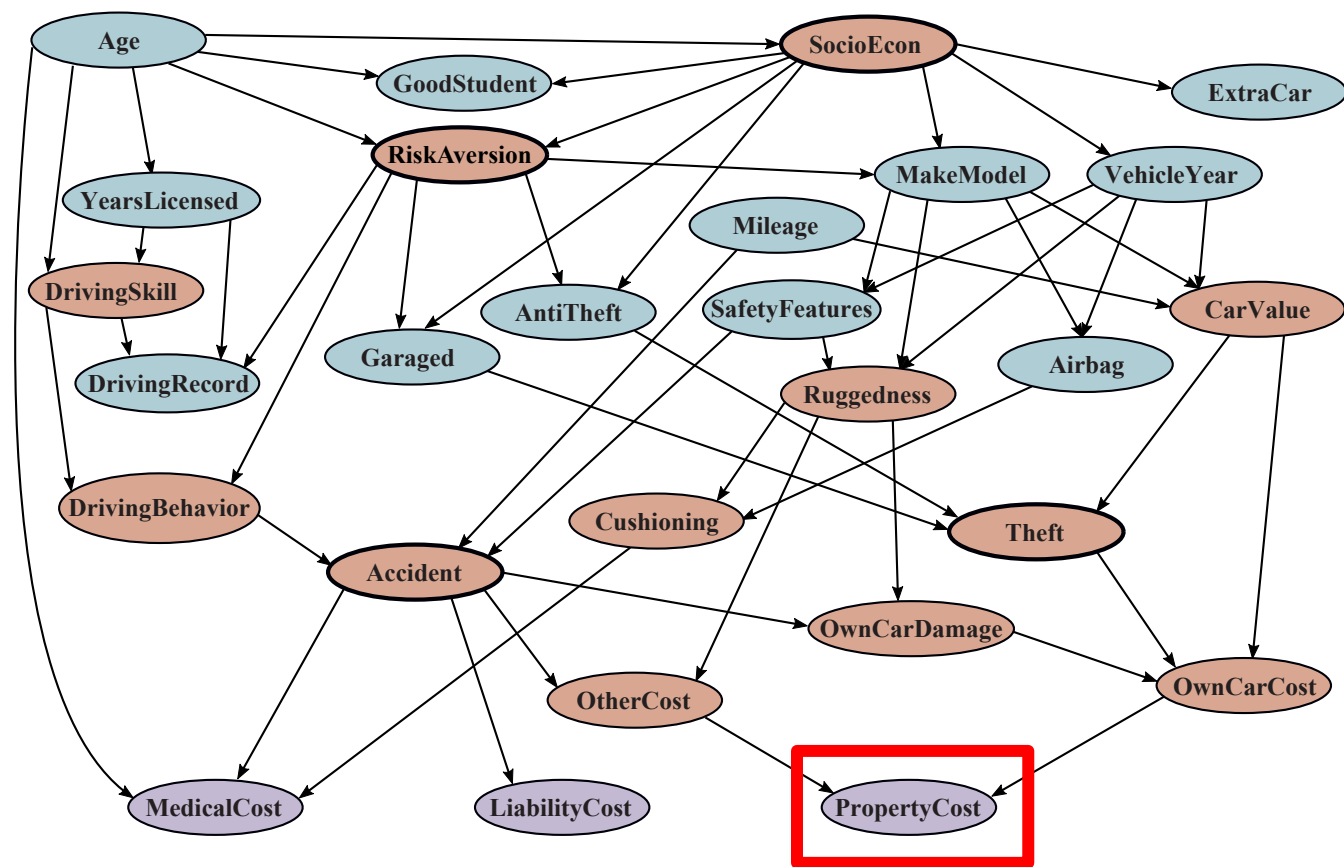 Age
SocioEcon
GoodStudent
ExtraCar
RiskAversion
MakeModel
VehicleYear
YearsLicensed
Mileage
DrivingSkill
AntiTheft
SafetyFeatures
CarValue
Garaged
Airbag
DrivingRecord
Ruggedness
DrivingBehavior
Cushioning
Theft
Accident
OwnCarDamage
OtherCost
OwnCarCost
MedicalCost
LiabilityCost
PropertyCost